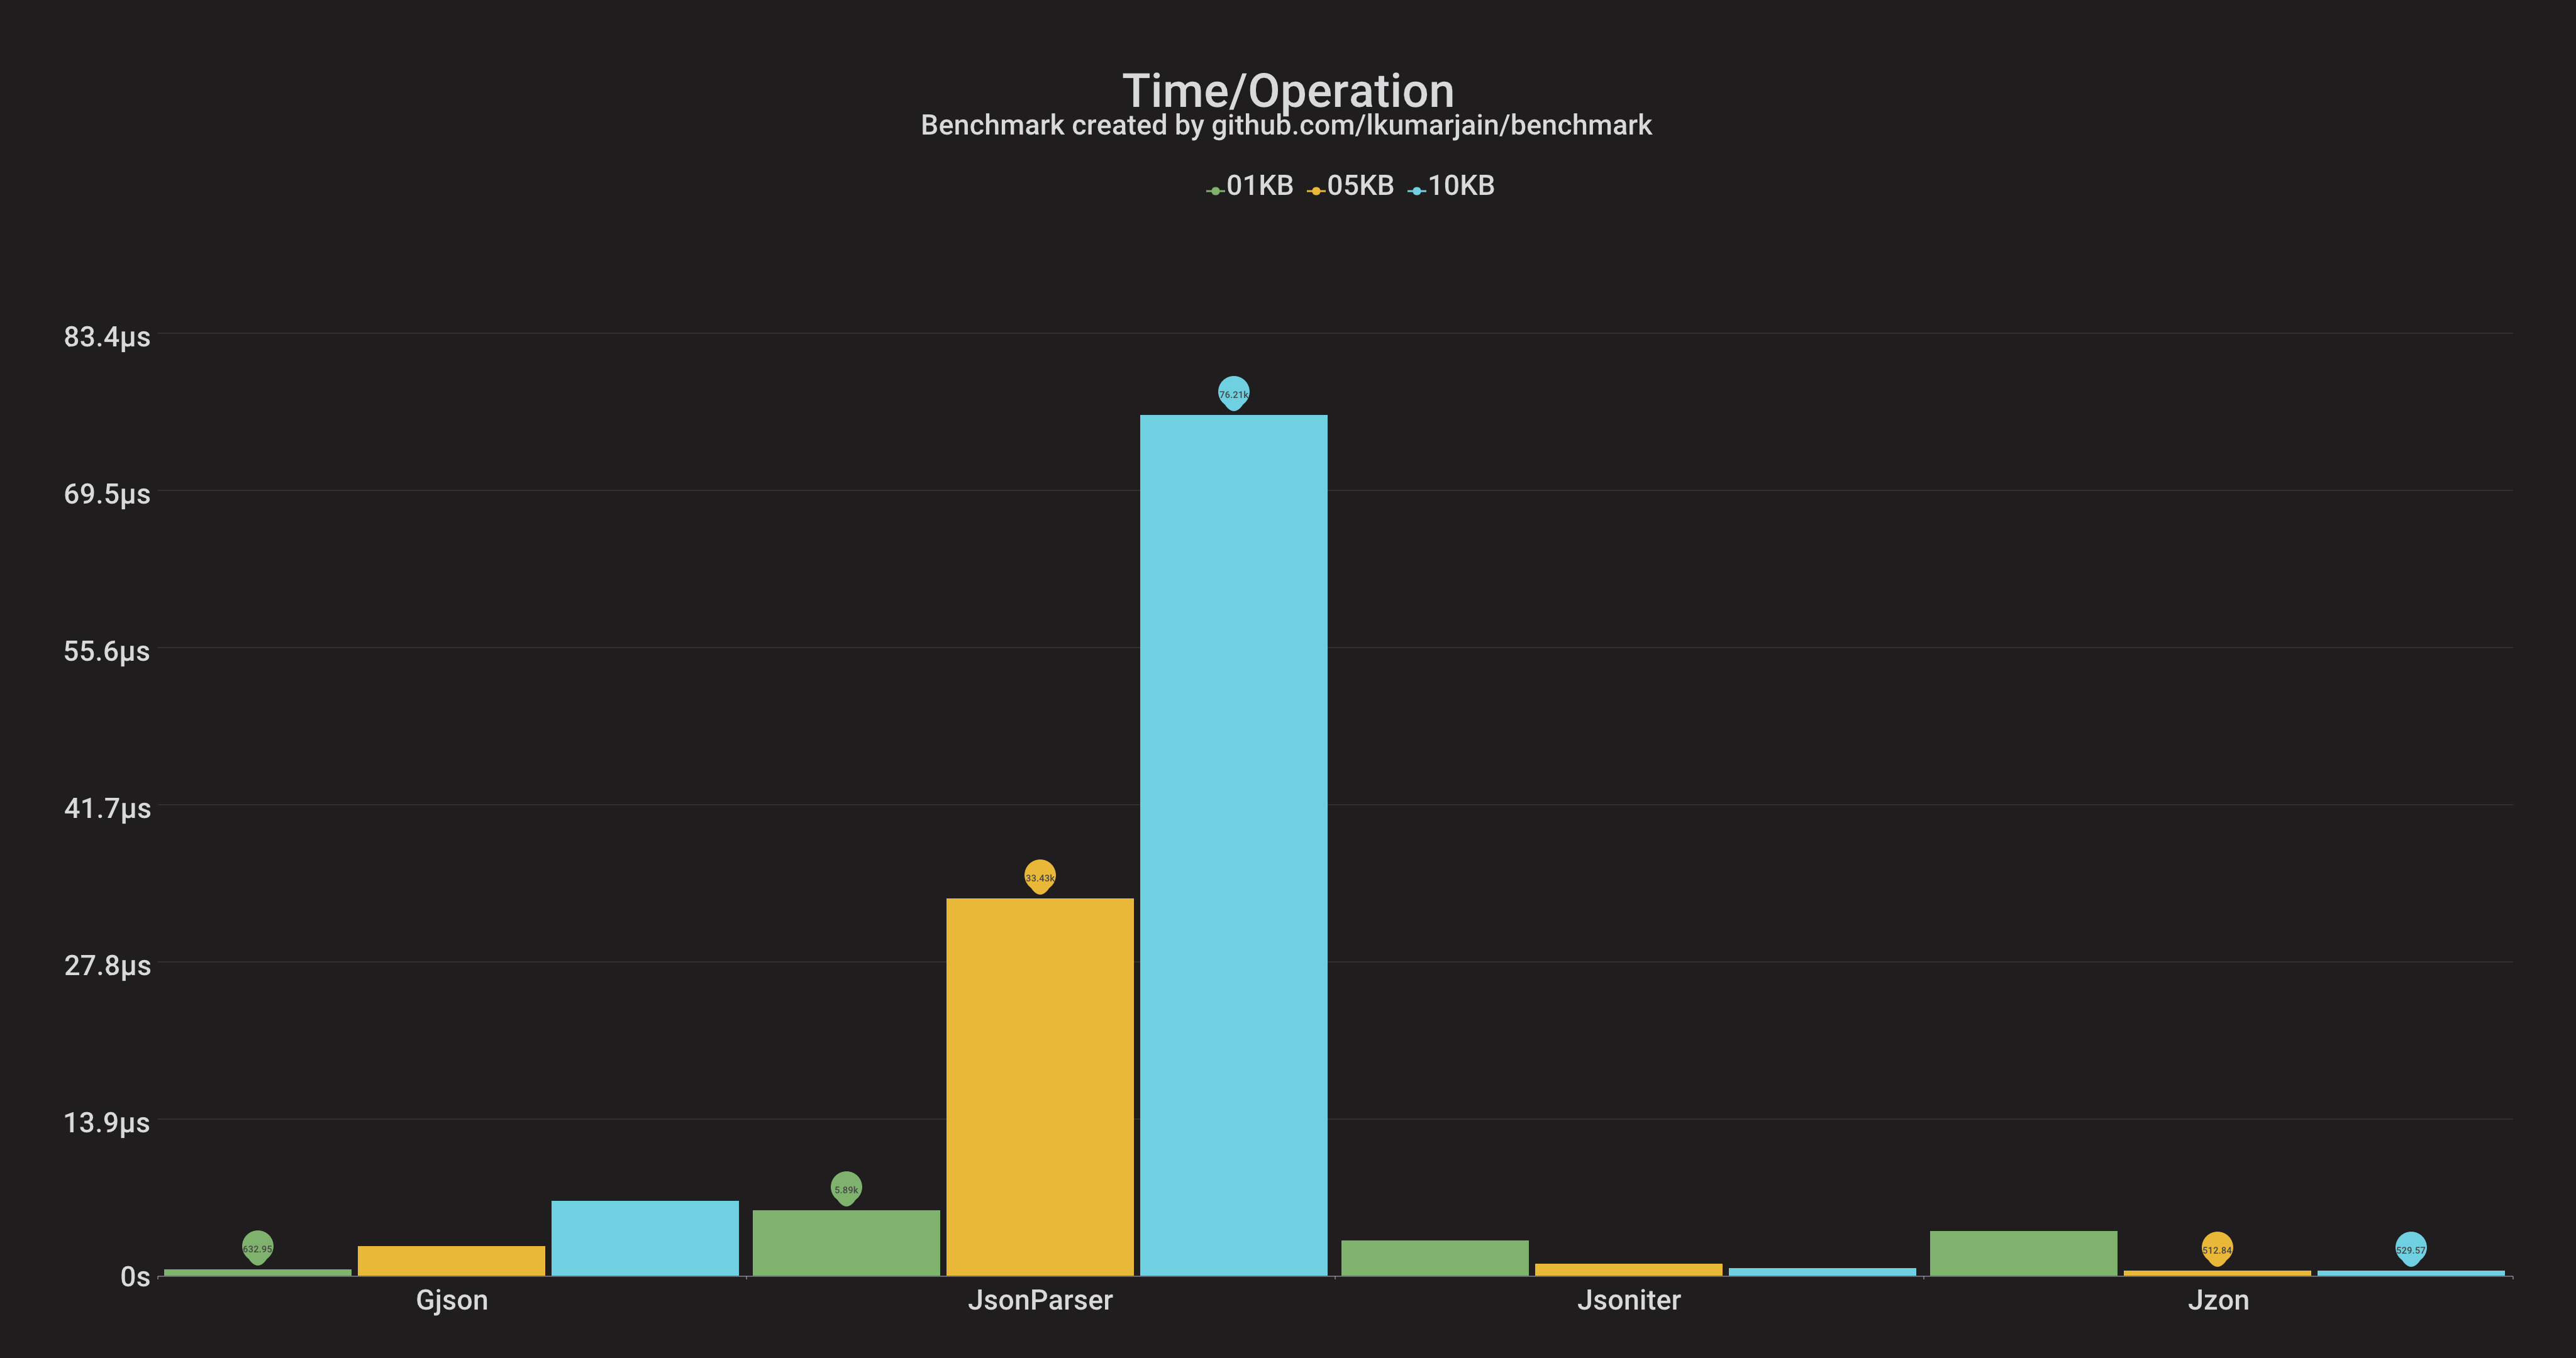 Time/Operation
Benchmark created by github.com/lkumarjain/benchmark
01KB 05KB 10KB
83.4µs
76.21k
69.5µs
55.6µs
41.7µs
33.43k
27.8µs
13.9µs
5.89k
632.95 512.84 529.57
0s
Gjson JsonParser Jsoniter Jzon